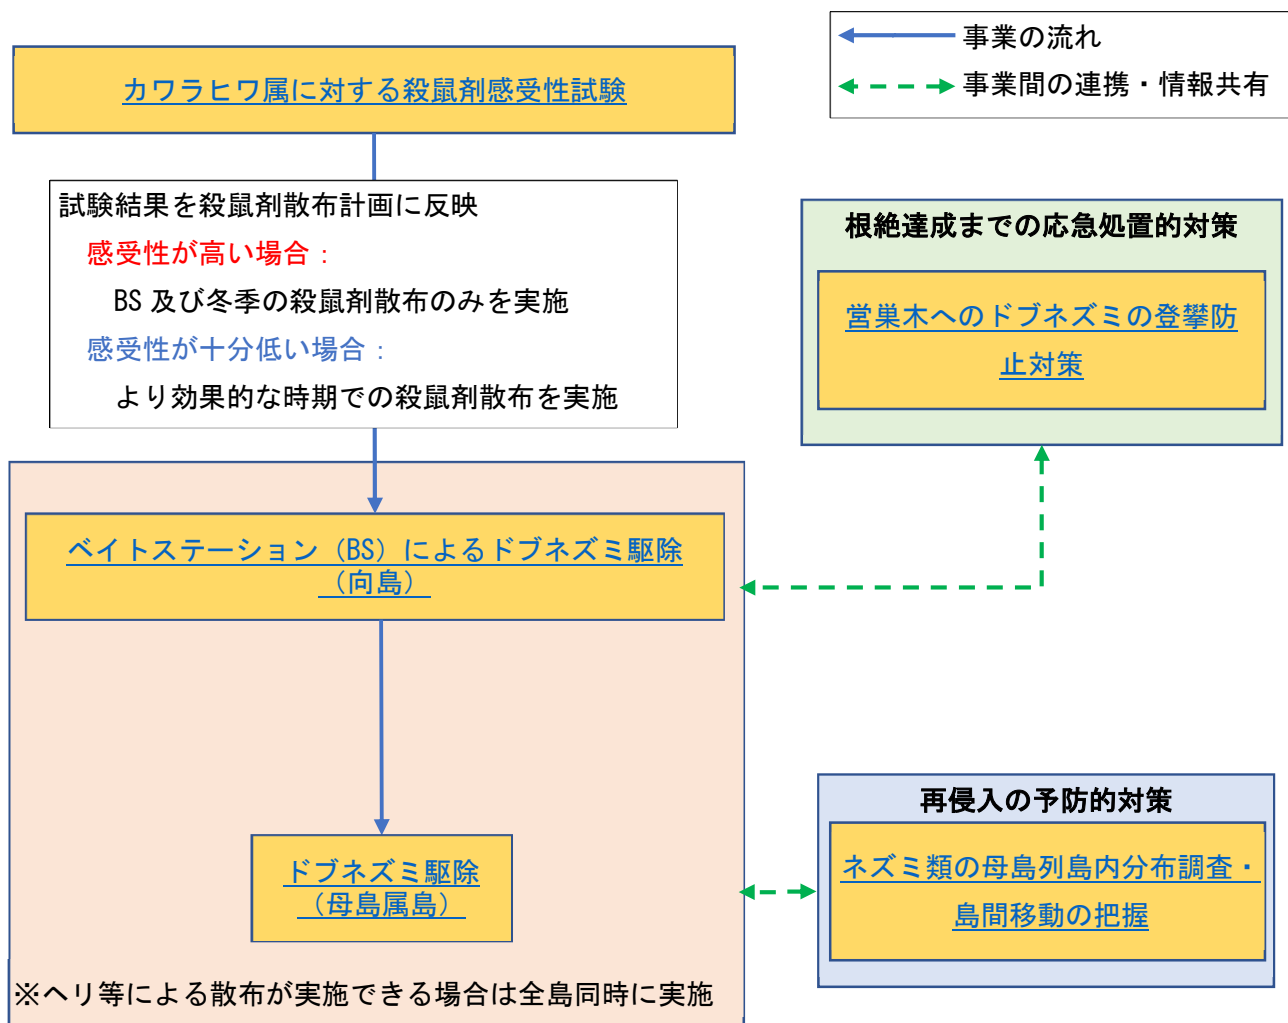 事業の流れ
事業間の連携・情報共有
カワラヒワ属に対する殺鼠剤感受性試験
試験結果を殺鼠剤散布計画に反映
感受性が高い場合：
BS 及び冬季の殺鼠剤散布のみを実施
感受性が十分低い場合：
より効果的な時期での殺鼠剤散布を実施
根絶達成までの応急処置的対策
営巣木へのドブネズミの登攀防
止対策
ベイトステーション（BS）によるドブネズミ駆除
（向島）
ドブネズミ駆除
（母島属島）
※ヘリ等による散布が実施できる場合は全島同時に実施
再侵入の予防的対策
ネズミ類の母島列島内分布調査・
島間移動の把握